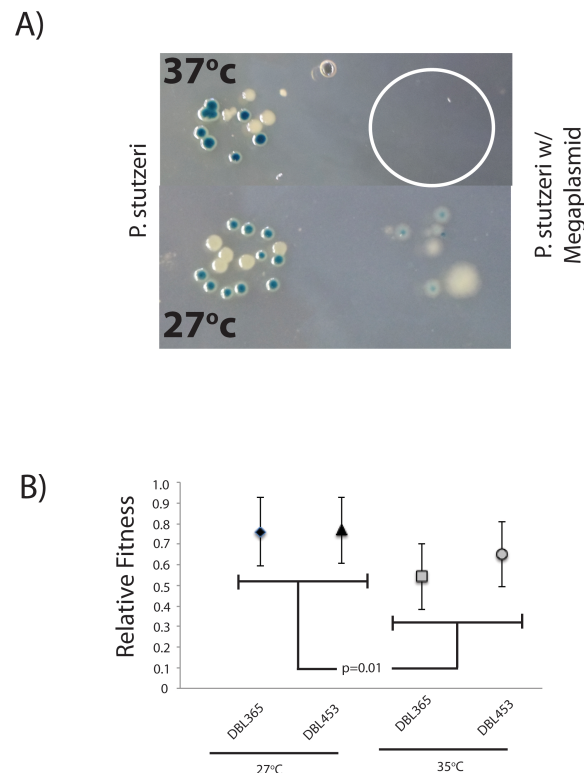 A)
37°c
P. stutzeri
P. stutzeri w/
Megaplasmid
27°c
B)
Relative Fitness
1.0
0.9
0.8
0.7
0.6
0.5
0.4
0.3
0.2
0.1
0
p=0.01
DBL365
DBL453
DBL365
DBL453
27°C
35°C